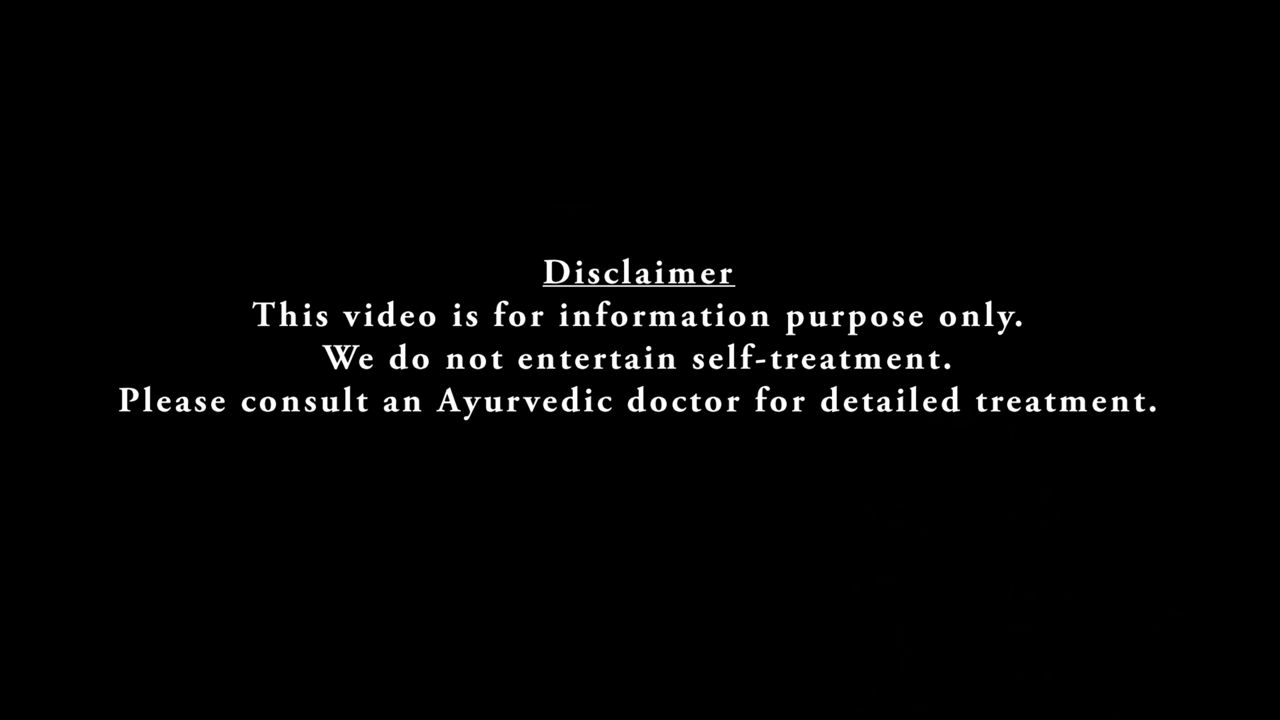 Disclaimer
This video is for information purpose only.
We do not entertain self-treatment.
Please consult an Ayurvedic doctor for detailed treatment.